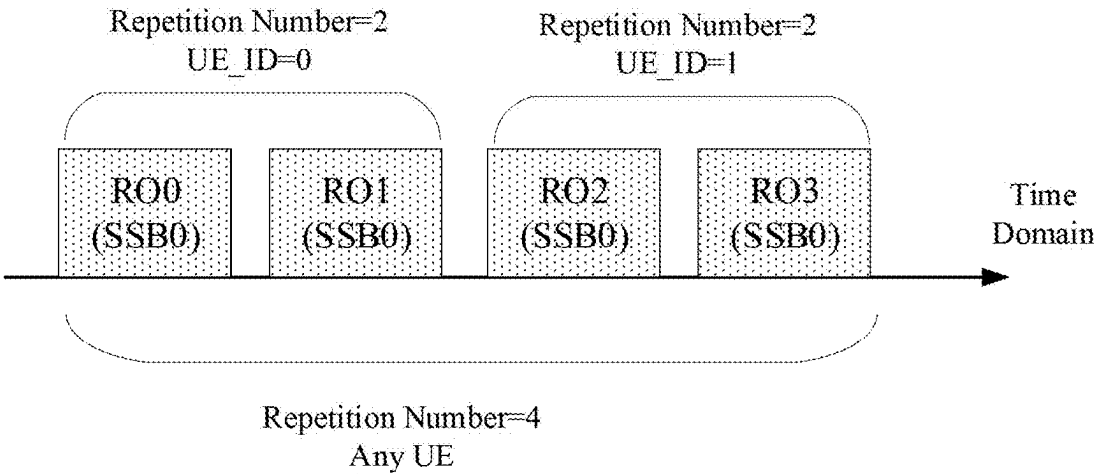 Repetition Number=2
UE_ID=0
Repetition Number=2
UE_ID=1
RO0
(SSB0)
RO1
(SSB0)
RO2
(SSB0)
RO3
(SSB0)
Time
Domain
Repetition Number=4
Any UE